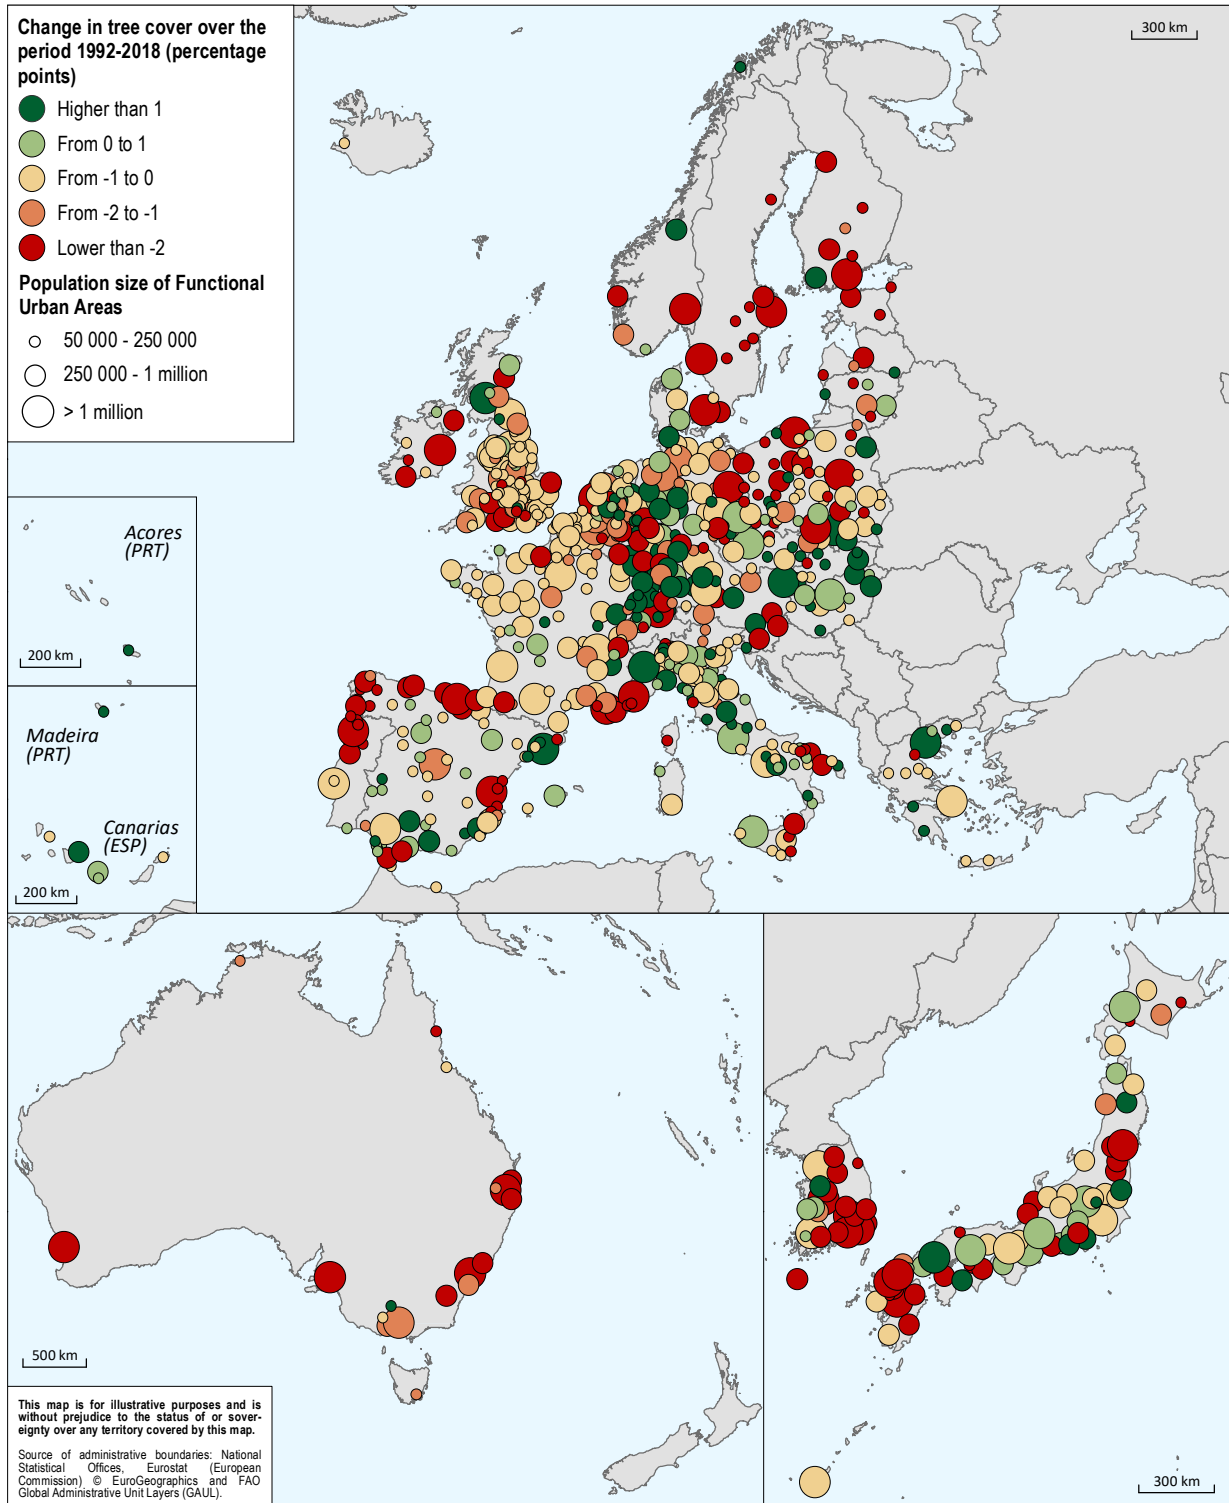 Change in tree cover over the
period 1992-2018 (percentage
points)
Higher than 1
From 0 to 1
From -1 to 0
From -2 to -1
Lower than -2
Population size of Functional
Urban Areas
50 000 - 250 000
250 000 - 1 million
> 1 million
300 km
Acores
(PRT)
200 km
Madeira
(PRT)
Canarias
(ESP)
200 km
500 km
This map is for illustrative purposes and is
without prejudice to the status of or sover-
eignty over any territory covered by this map.
Source of administrative boundaries: National
Statistical Offices, Eurostat (European
Commission) © EuroGeographics and FAO
Global Administrative Unit Layers (GAUL).
300 km